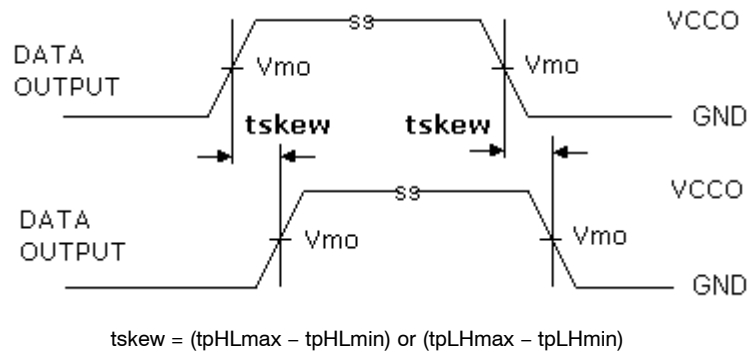 VCCO
DATA
OUTPUT
Vmo
Vmo
GND
tskew
tskew
VCCO
DATA
OUTPUT
Vmo
Vmo
GND
tskew = (tpHLmax – tpHLmin) or (tpLHmax – tpLHmin)